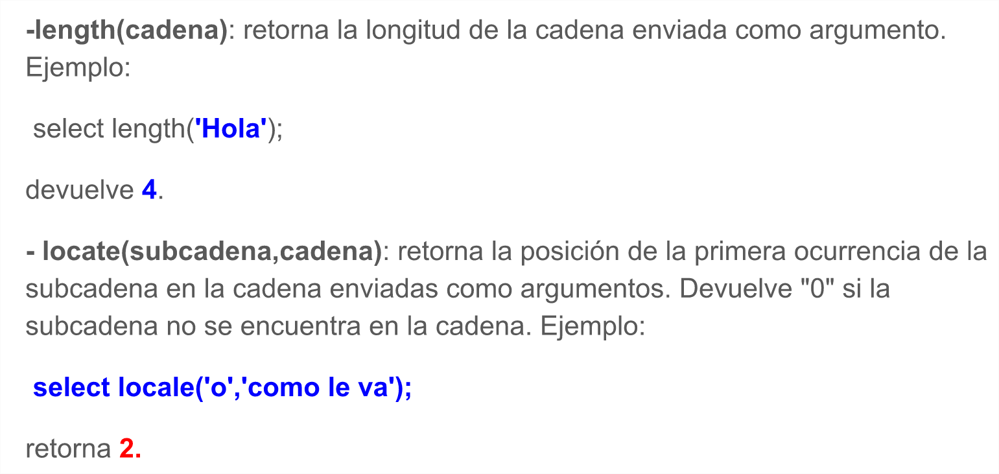 -length(cadena): retorna la longitud de la cadena enviada como argumento.
Ejemplo:
select length('Hola');
devuelve 4.
- locate(subcadena,cadena): retorna la posición de la primera ocurrencia de la
subcadena en la cadena enviadas como argumentos. Devuelve "0" si la
subcadena no se encuentra en la cadena. Ejemplo:
select locale('o','como le va');
retorna 2.